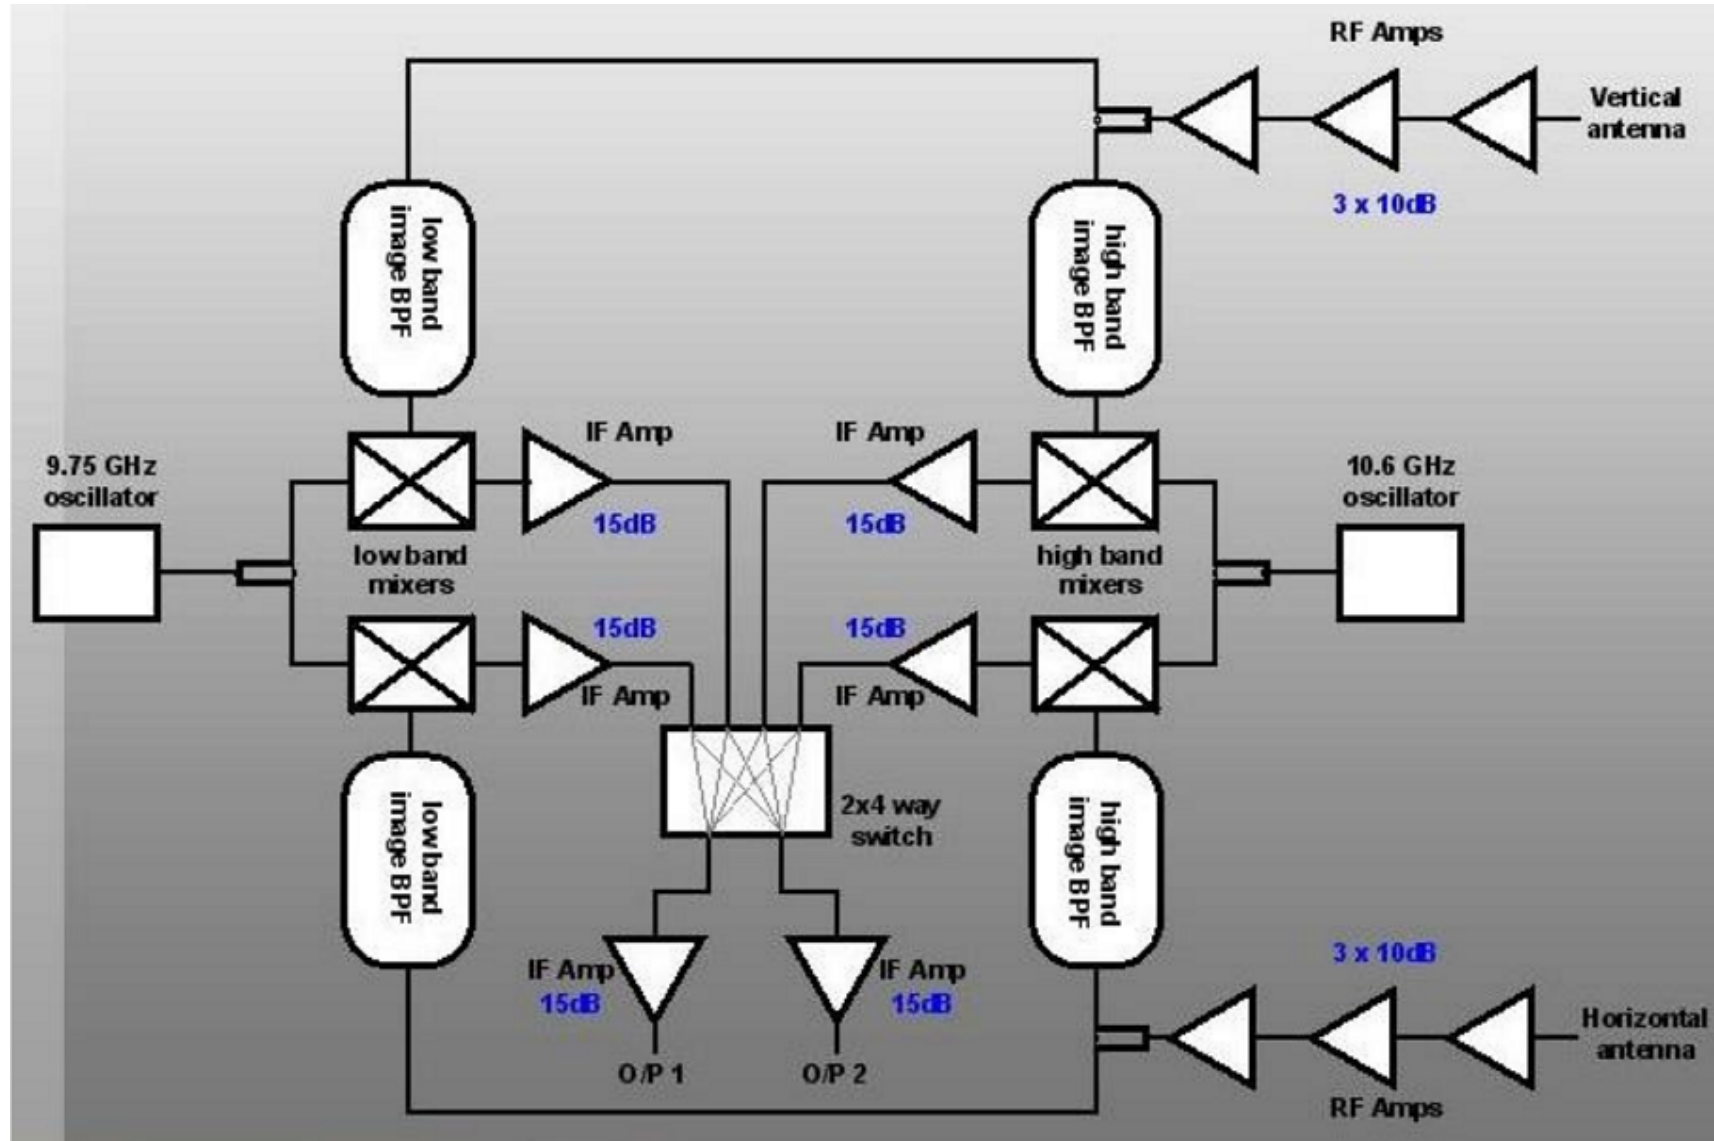 RF Amps
Vertical
antenna
3 x 10dB
low band
image BPF
high band
image BPF
IF Amp
IF Amp
9.75 GHz
oscillator
10.6 GHz
oscillator
15dB
15dB
low band
mixers
high band
mixers
15dB
15dB
IF Amp
IF Amp
2x4 way
switch
low band
image BPF
high band
image BPF
3 x 10dB
IF Amp
15dB
IF Amp
15dB
Horizontal
antenna
O/P 1
O/P 2
RF Amps